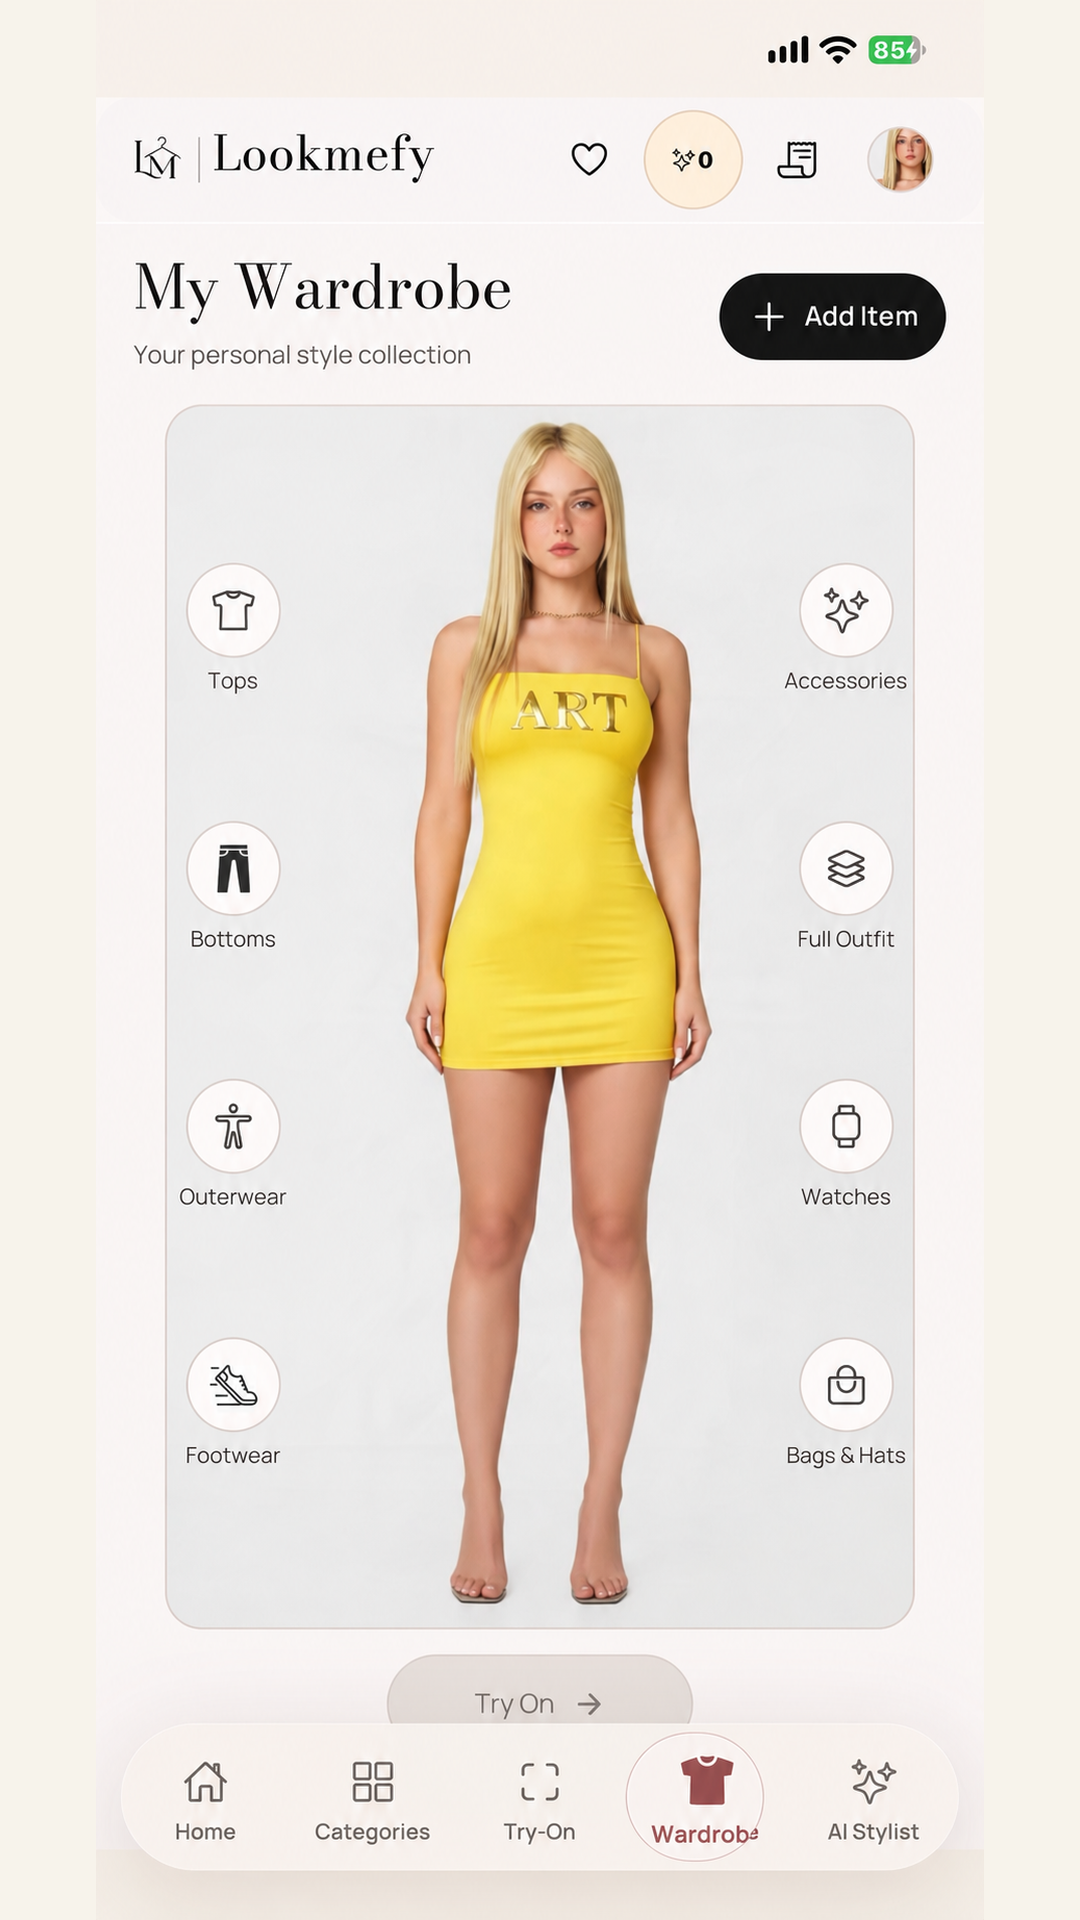 85
LM | Lookmefy
0
My Wardrobe
Your personal style collection
+ Add Item
ART
Tops
Accessories
Bottoms
Full Outfit
Outerwear
Watches
Footwear
Bags & Hats
Try On →
Home
Categories
Try-On
Wardrobe
AI Stylist